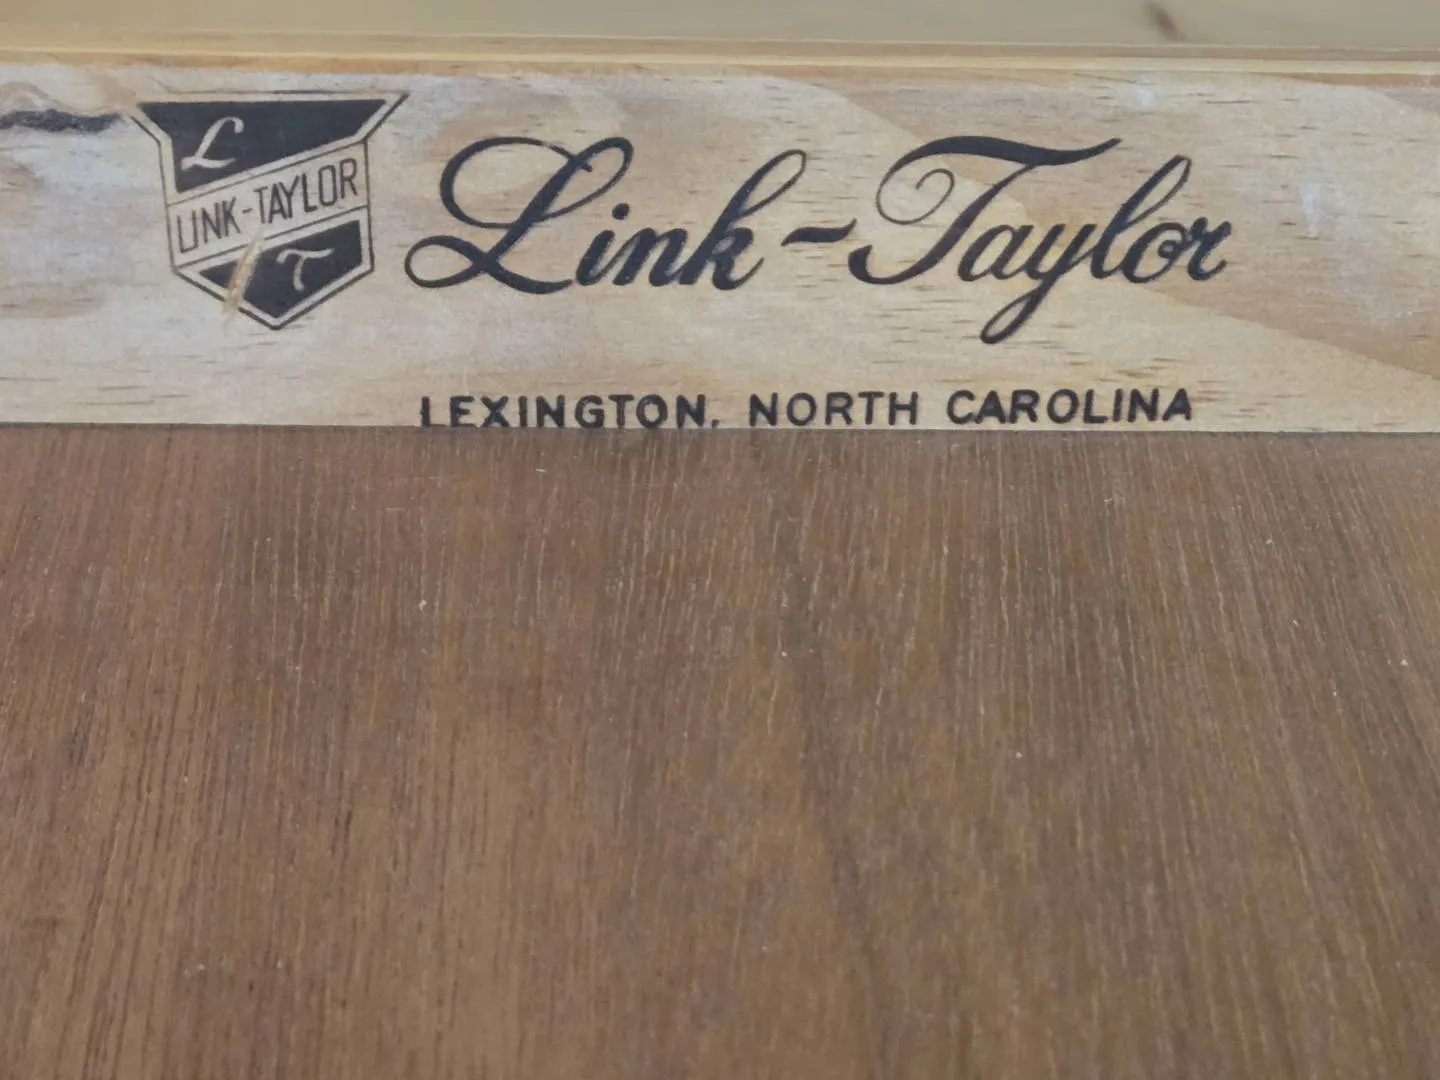 L
LINK-TAYLOR
T
Link-Taylor
LEXINGTON, NORTH CAROLINA